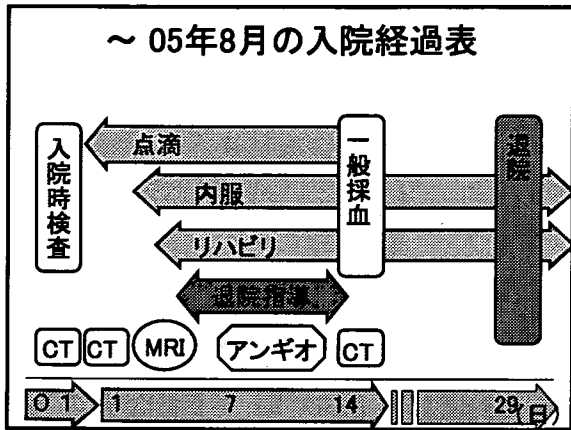 ～ 05年8月の入院経過表
入院時検査
点滴
一般採血
退院
内服
リハビリ
退院指導
CT
CT
MRI
アンギオ
CT
0 1
1
7
14
29(日)